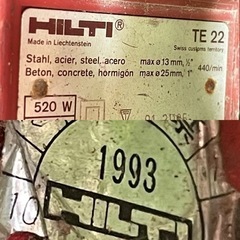 HILTI TE 22
Made in Liechtenstein Swiss customs territory
Stahl, acier, steel, acero max ø 13 mm, ½"
Beton, concrete, hormigón max ø 25 mm, 1" 440/min
520 W
1993
10 HILTI